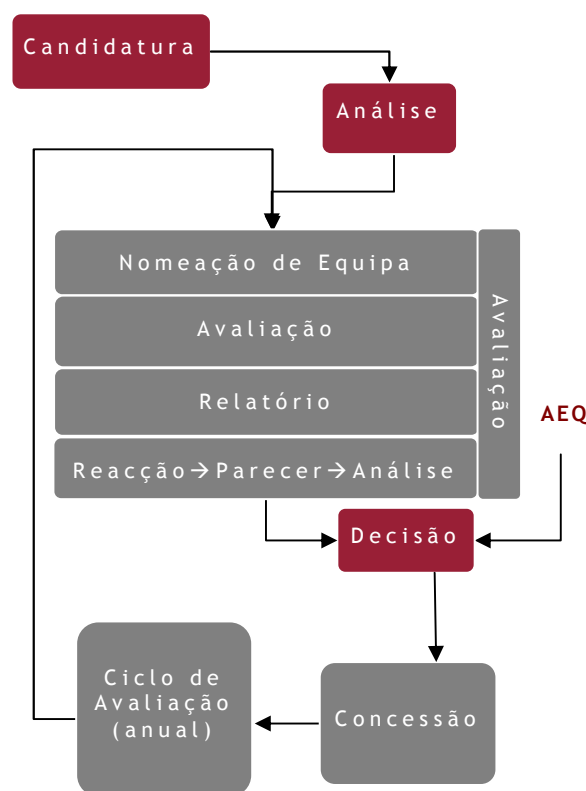 Candidatura
Análise
Nomeação de Equipa
Avaliação
Relatório
Reacção→Parecer→Análise
Avaliação
AEQ
Decisão
Ciclo de
Avaliação
(anual)
Concessão